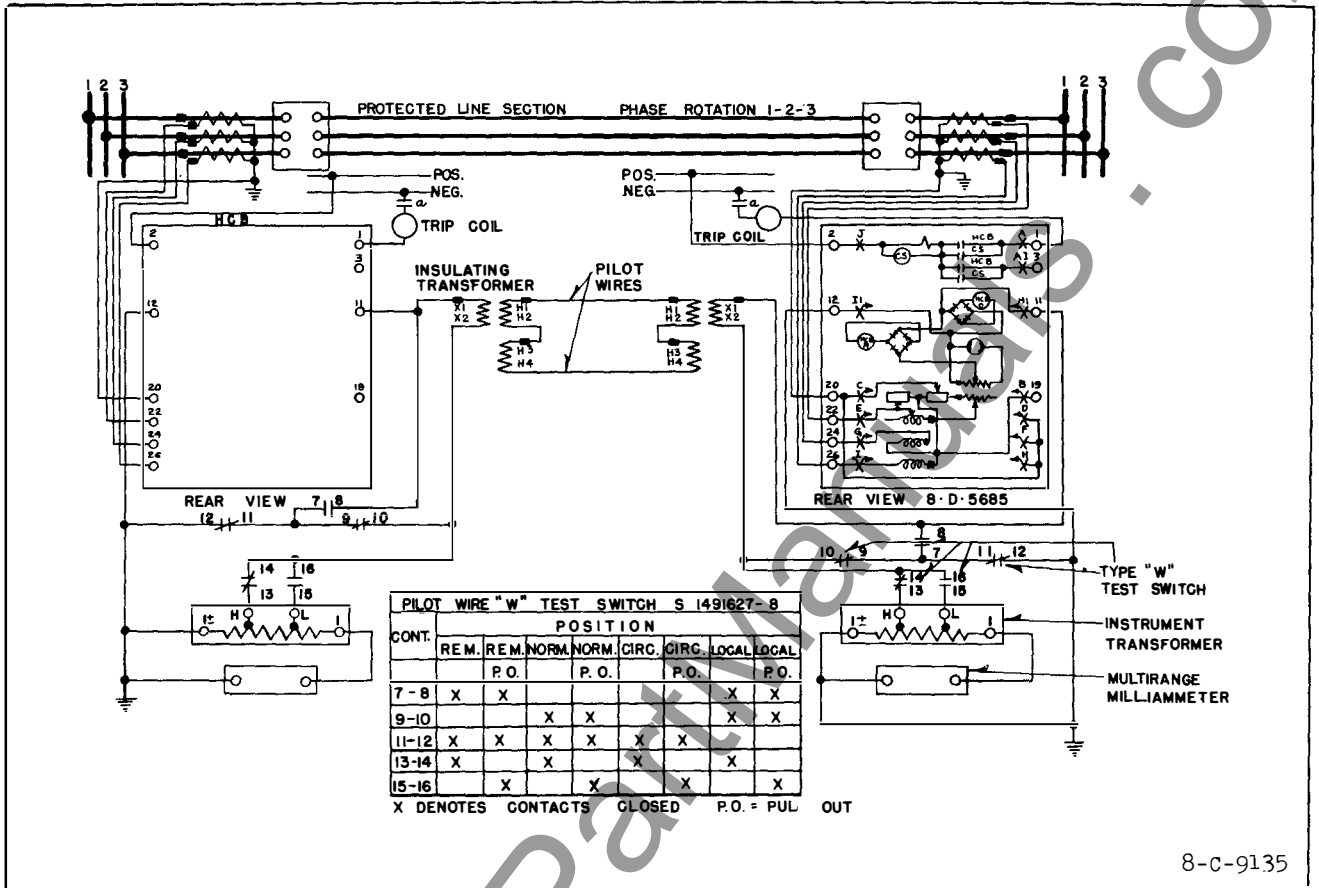 1 2 3
1 2 3
PROTECTED LINE SECTION PHASE ROTATION 1-2-3
POS.
NEG.
a
TRIP COIL
POS.
NEG.
a
TRIP COIL
HCB
2
1
3
12
11
20
22
24
26
19
REAR VIEW
INSULATING
TRANSFORMER
PILOT
WIRES
X1
X2
H1
H2
H3
H4
H1
H2
H3
H4
X1
X2
2 J CS HCB A 1
CS
HCB A1 3
CS
12 I1 H1 11
20 C B 19
22 E D
24 G F
26 I H
REAR VIEW 8-D-5685
7 8
12 11 9 10
14 16
13 15
1± H L 1
8
10 9 7 11 12
14 16
13 15
1± H L 1
TYPE "W"
TEST SWITCH
INSTRUMENT
TRANSFORMER
MULTIRANGE
MILLIAMMETER
PILOT WIRE "W" TEST SWITCH S 1491627-8
CONT. POSITION
REM. REM. NORM. NORM. CIRC. CIRC. LOCAL LOCAL
P.O. P.O. P.O. P.O.
7-8 X X X X
9-10 X X X X
11-12 X X X X X X
13-14 X X X X
15-16 X X X X
X DENOTES CONTACTS CLOSED P.O. = PUL OUT
8-C-9135
PartManuals.co